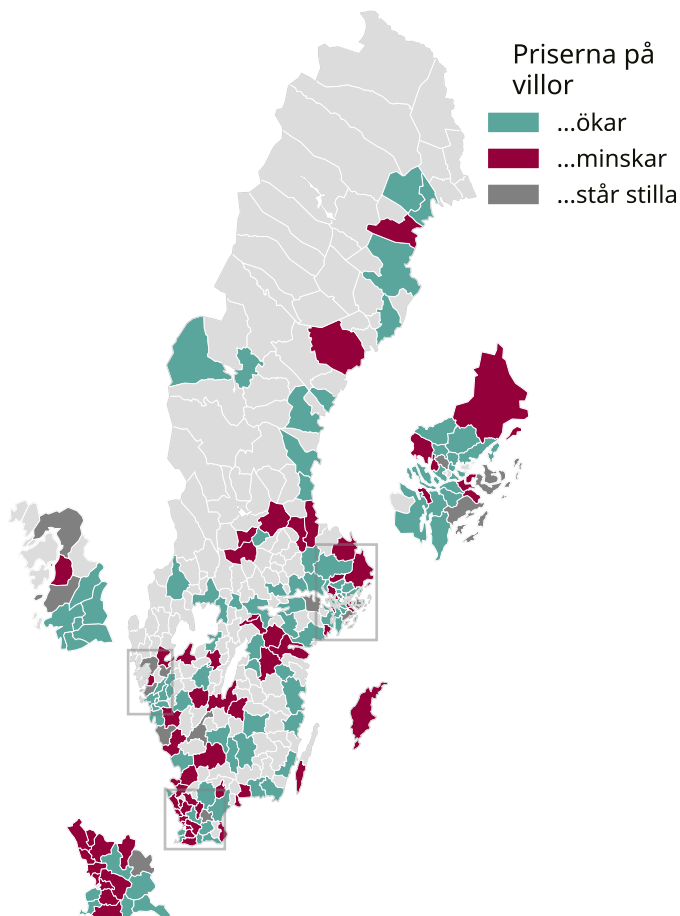 Priserna på
villor
...ökar
...minskar
...står stilla